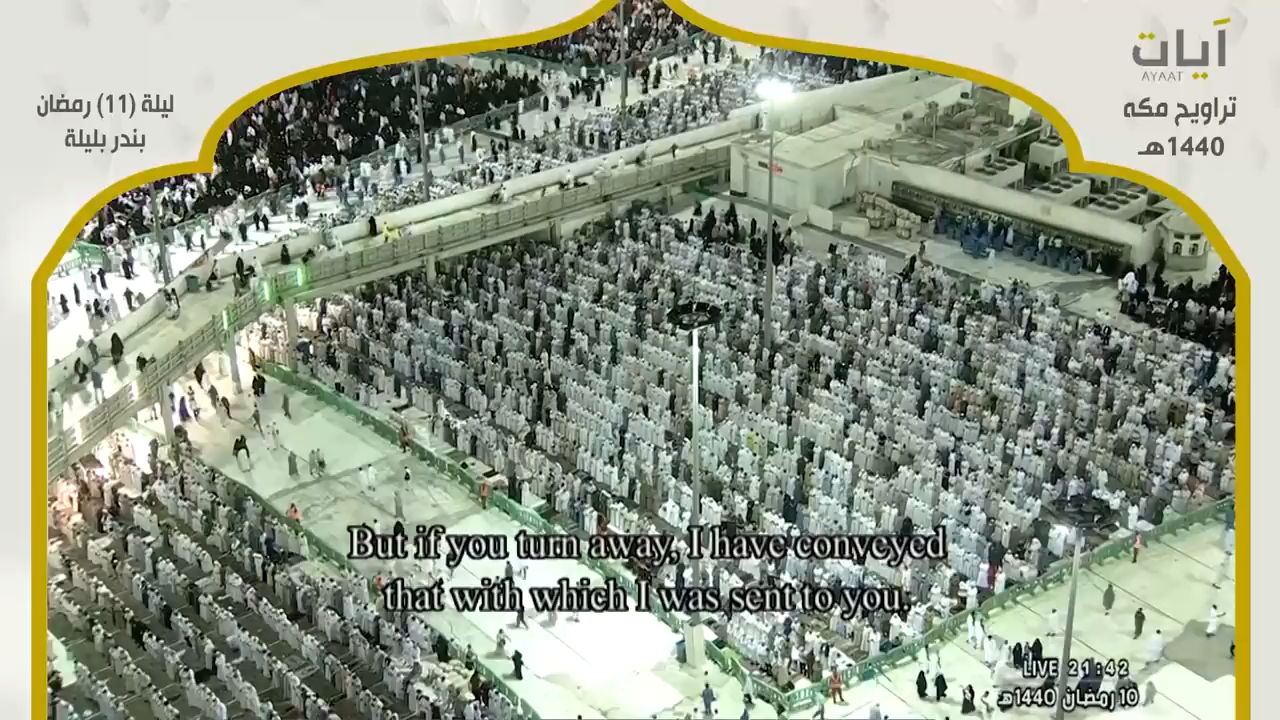 آيات
AYAAT
تراويح مكه
1440هـ
ليلة (11) رمضان
بندر بليلة
But if you turn away, I have conveyed
that with which I was sent to you.
LIVE 21:42
10 رمضان 1440هـ